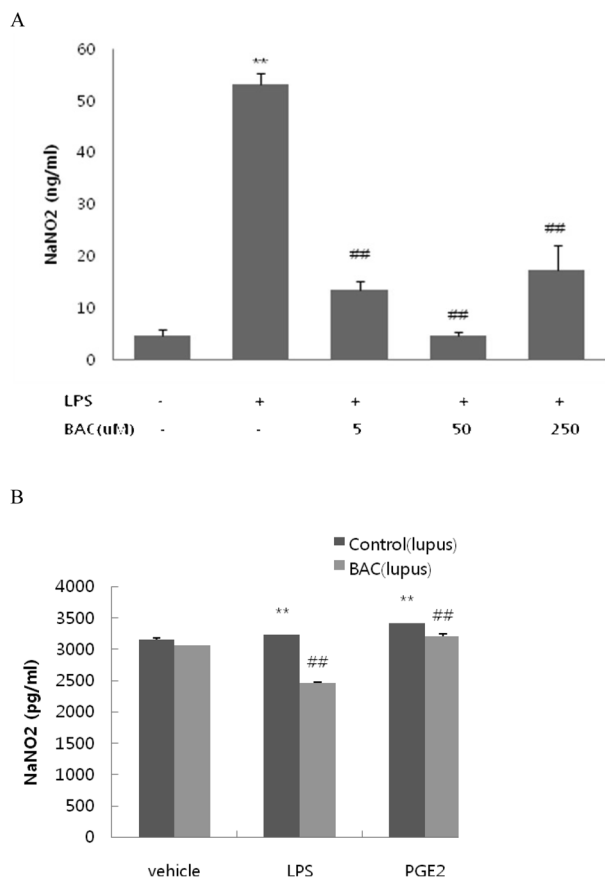 A
60
50
40
30
20
10
0
NaNO2 (ng/ml)
**
##
##
##
LPS - + + + +
BAC(uM) - - 5 50 250
B
Control(lupus)
BAC(lupus)
4000
3500
3000
2500
2000
1500
1000
500
0
NaNO2 (pg/ml)
**
##
**
##
vehicle LPS PGE2